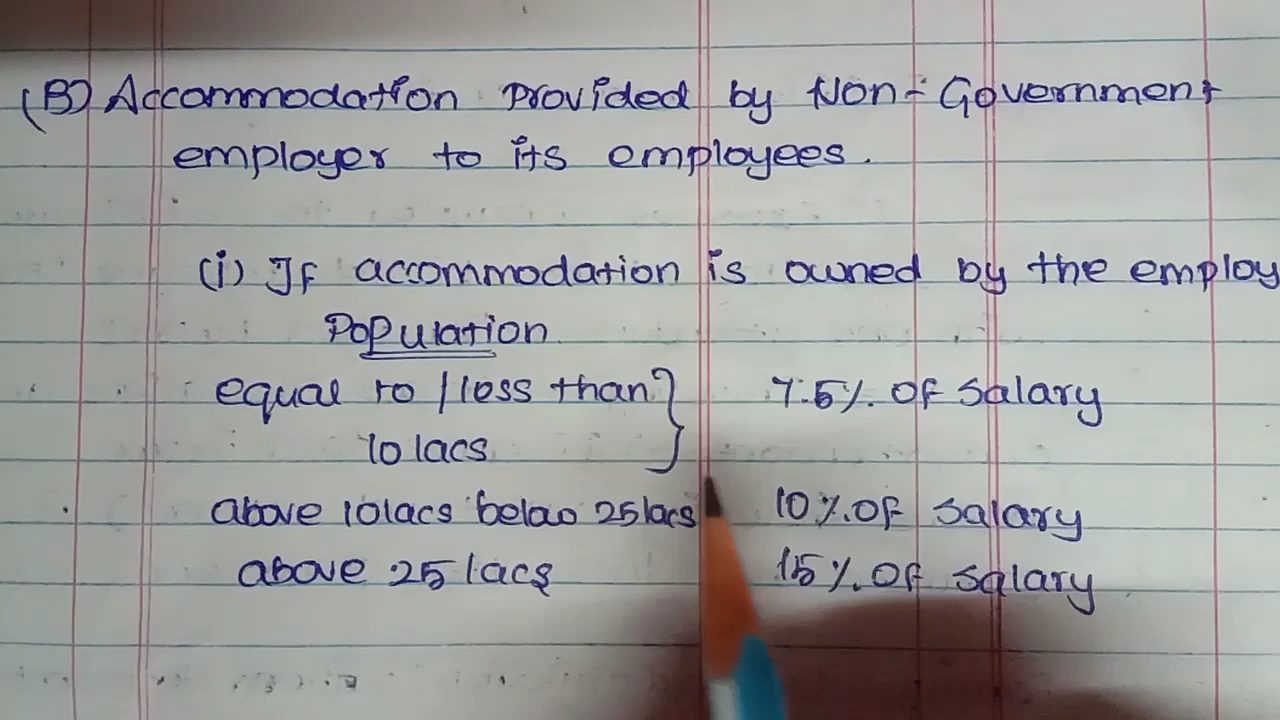 (B) Accommodation provided by Non-Government
employer to its employees.
(i) If accommodation is owned by the employ
Population
equal to / less than } 7.5% of salary
10 lacs
above 10lacs below 25lacs 10% of salary
above 25 lacs 15% of salary